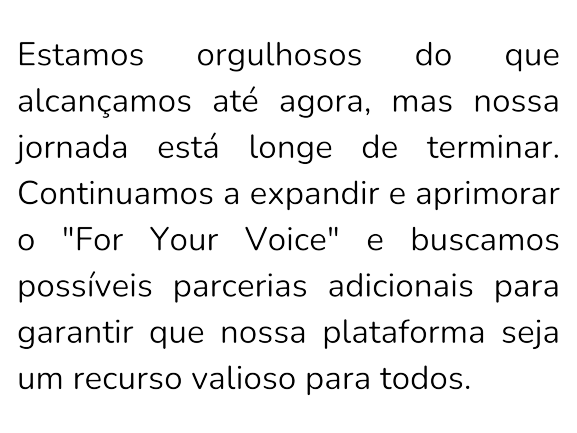 Estamos orgulhosos do que
alcançamos até agora, mas nossa
jornada está longe de terminar.
Continuamos a expandir e aprimorar
o "For Your Voice" e buscamos
possíveis parcerias adicionais para
garantir que nossa plataforma seja
um recurso valioso para todos.